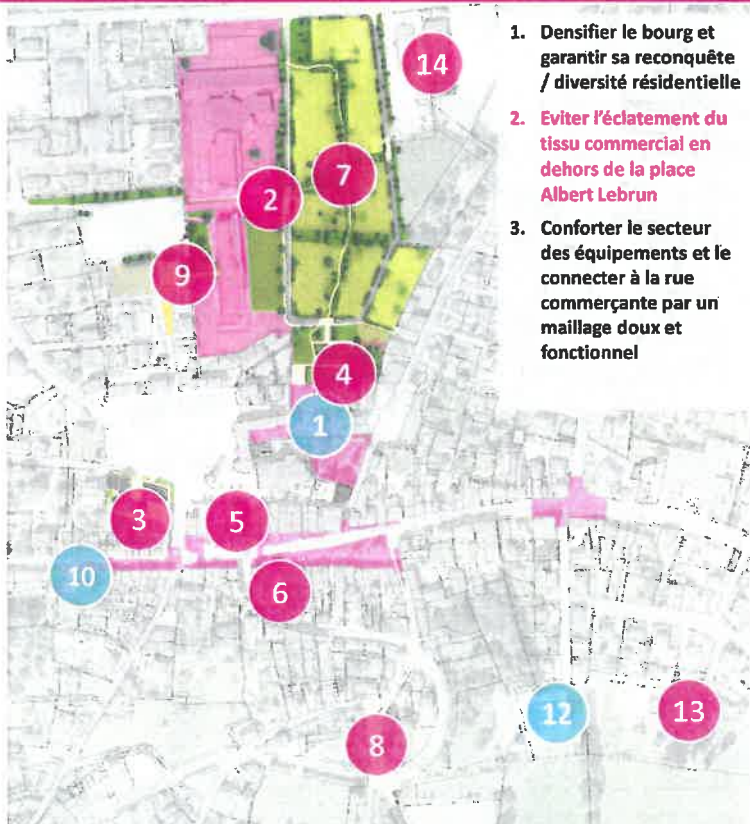 1. Densifier le bourg et
garantir sa reconquête
/ diversité résidentielle
2. Eviter l'éclatement du
tissu commercial en
dehors de la place
Albert Lebrun
3. Conforter le secteur
des équipements et le
connecter à la rue
commerçante par un
maillage doux et
fonctionnel
14
7
2
9
4
1
3
5
10
6
12
13
8